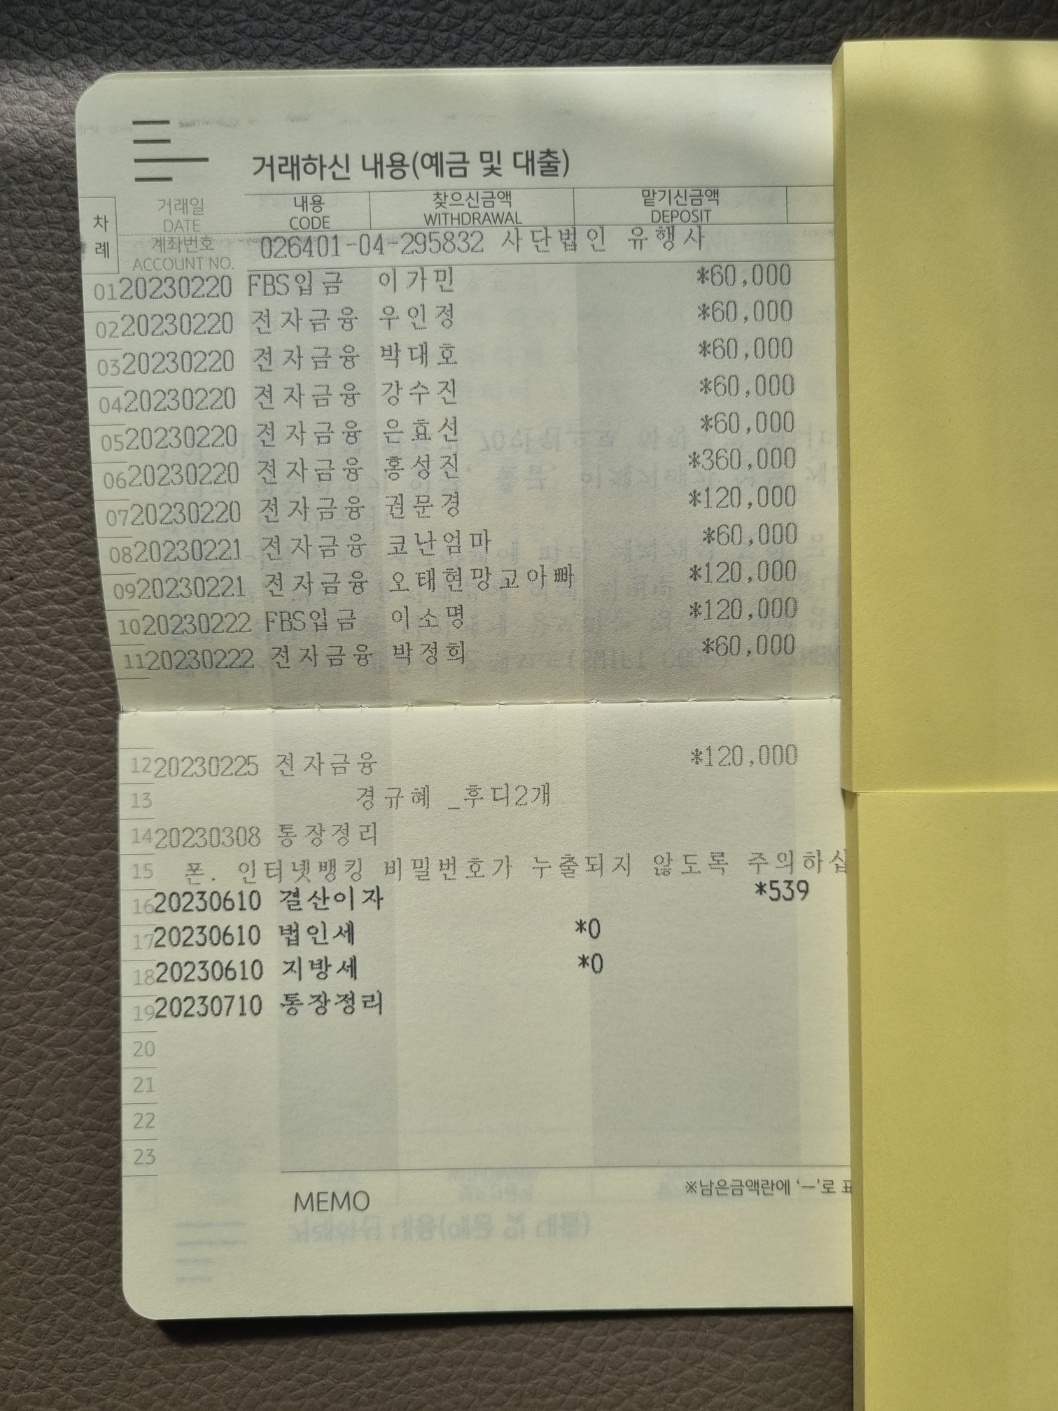 거래하신 내용(예금 및 대출)
차례 거래일 내용 찾으신금액 맡기신금액
DATE CODE WITHDRAWAL DEPOSIT
계좌번호 026401-04-295832 사단법인 유행사
ACCOUNT NO.
01 20230220 FBS입금 이가민 *60,000
02 20230220 전자금융 우인정 *60,000
03 20230220 전자금융 박대호 *60,000
04 20230220 전자금융 강수진 *60,000
05 20230220 전자금융 은효선 *60,000
06 20230220 전자금융 홍성진 *360,000
07 20230220 전자금융 권문경 *120,000
08 20230221 전자금융 코난엄마 *60,000
09 20230221 전자금융 오태현망고아빠 *120,000
10 20230222 FBS입금 이소명 *120,000
11 20230222 전자금융 박정희 *60,000
12 20230225 전자금융 *120,000
13 경규혜 _후디2개
14 20230308 통장정리
15 폰. 인터넷뱅킹 비밀번호가 누출되지 않도록 주의하십
16 20230610 결산이자 *539
17 20230610 법인세 *0
18 20230610 지방세 *0
19 20230710 통장정리
20
21
22
23
MEMO ※남은금액란에 ‘—’로 표